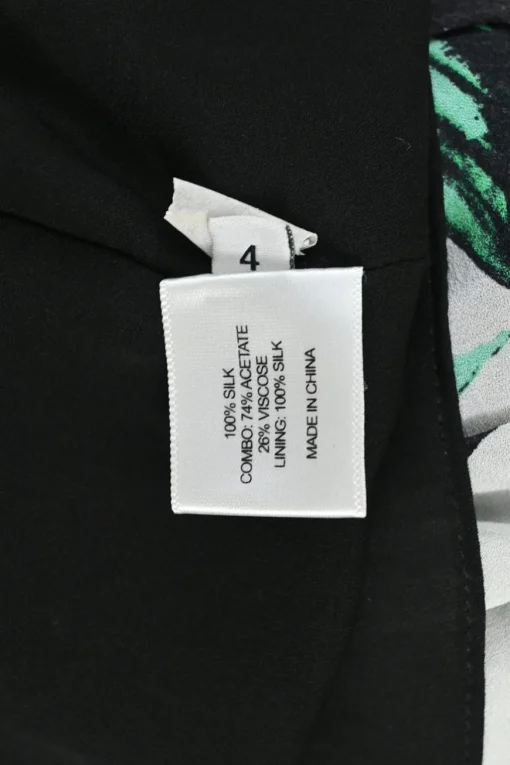 4
100% SILK
COMBO: 74% ACETATE
26% VISCOSE
LINING: 100% SILK
MADE IN CHINA